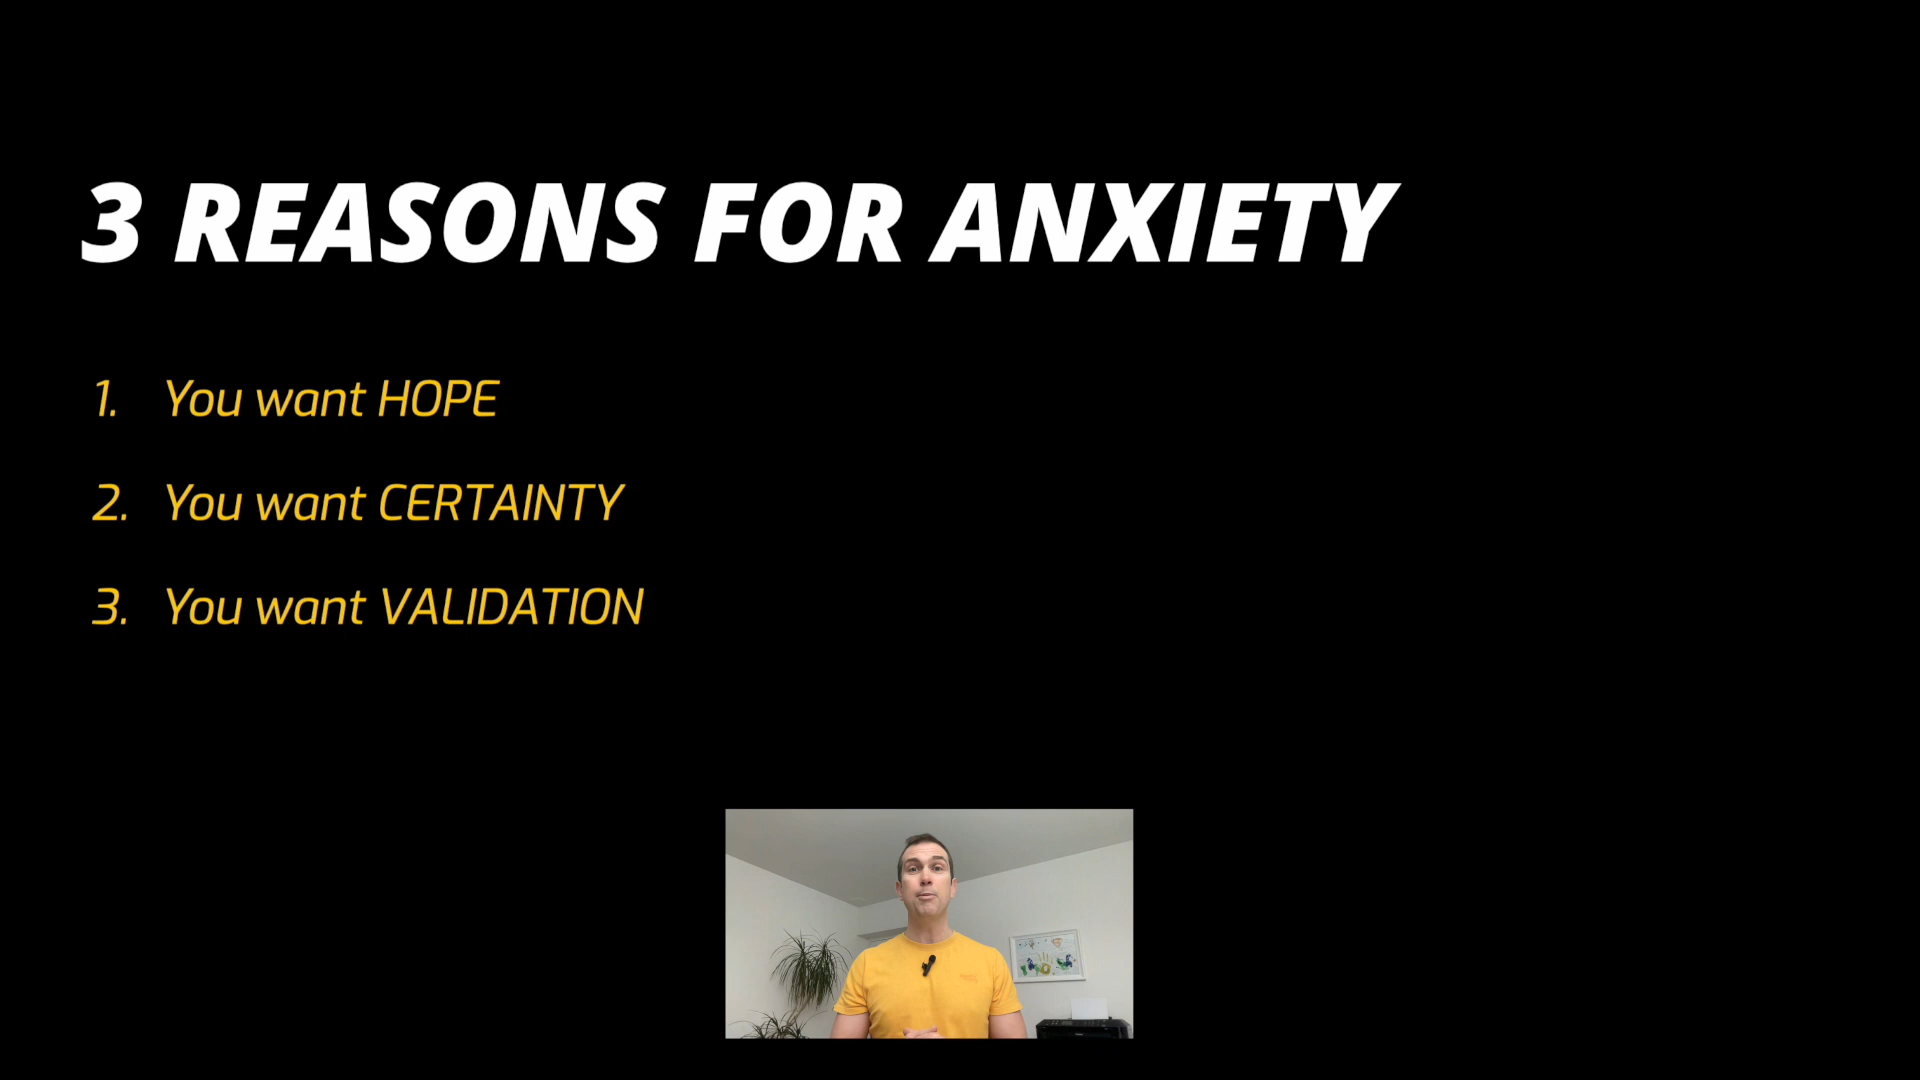 3 REASONS FOR ANXIETY
1. You want HOPE
2. You want CERTAINTY
3. You want VALIDATION